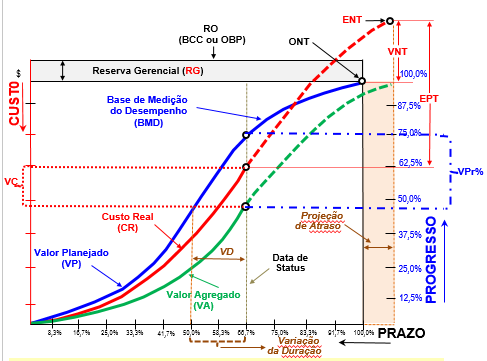 RO
(BCC ou OBP)
ENT
ONT
VNT
Reserva Gerencial (RG)
$
CUSTO
100,0%
EPT
Base de Medição
do Desempenho
(BMD)
87,5%
75,0%
62,5%
VC
VPr%
50,0%
Custo Real
(CR)
Projeção
de Atraso
37,5%
Valor Planejado
(VP)
VD
Data de
Status
25,0%
Valor Agregado
(VA)
12,5%
PROGRESSO
8,3%
16,7%
25,0%
33,3%
41,7%
50,0%
58,3%
66,7%
75,0%
83,3%
91,7%
100,0%
PRAZO
Variação
da Duração